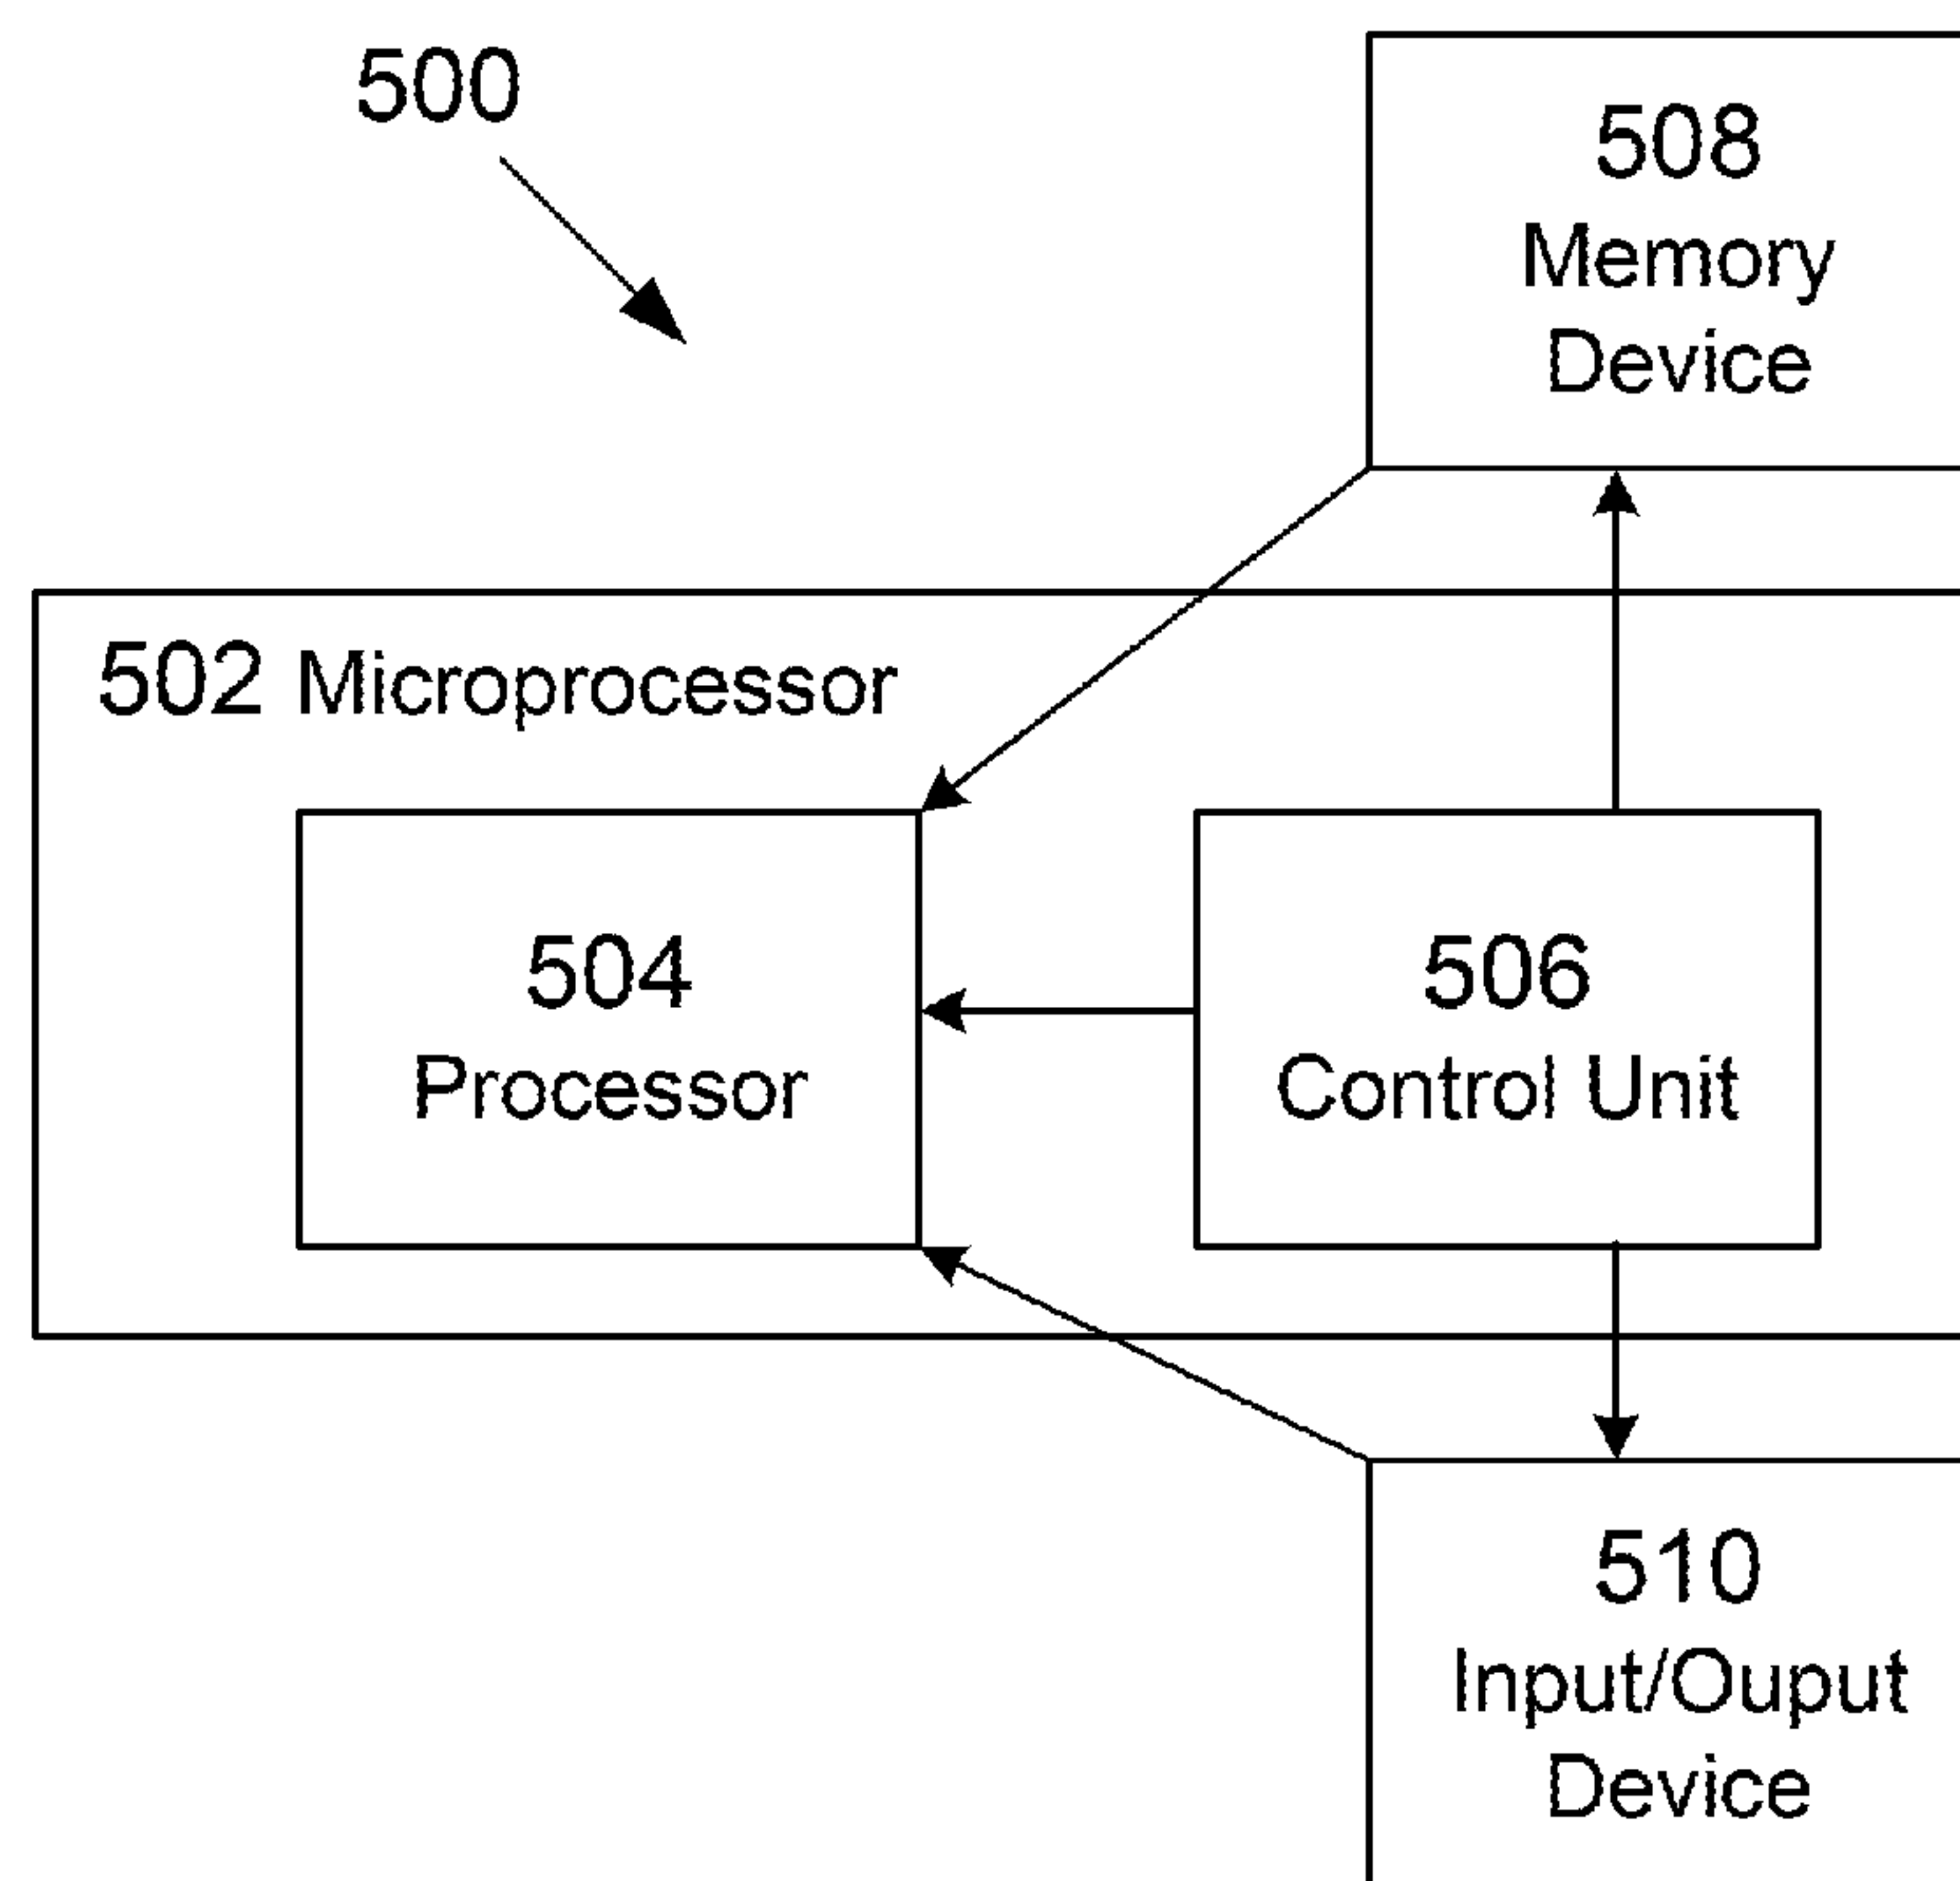 500
508
Memory
Device
502 Microprocessor
504
Processor
506
Control Unit
510
Input/Ouput
Device